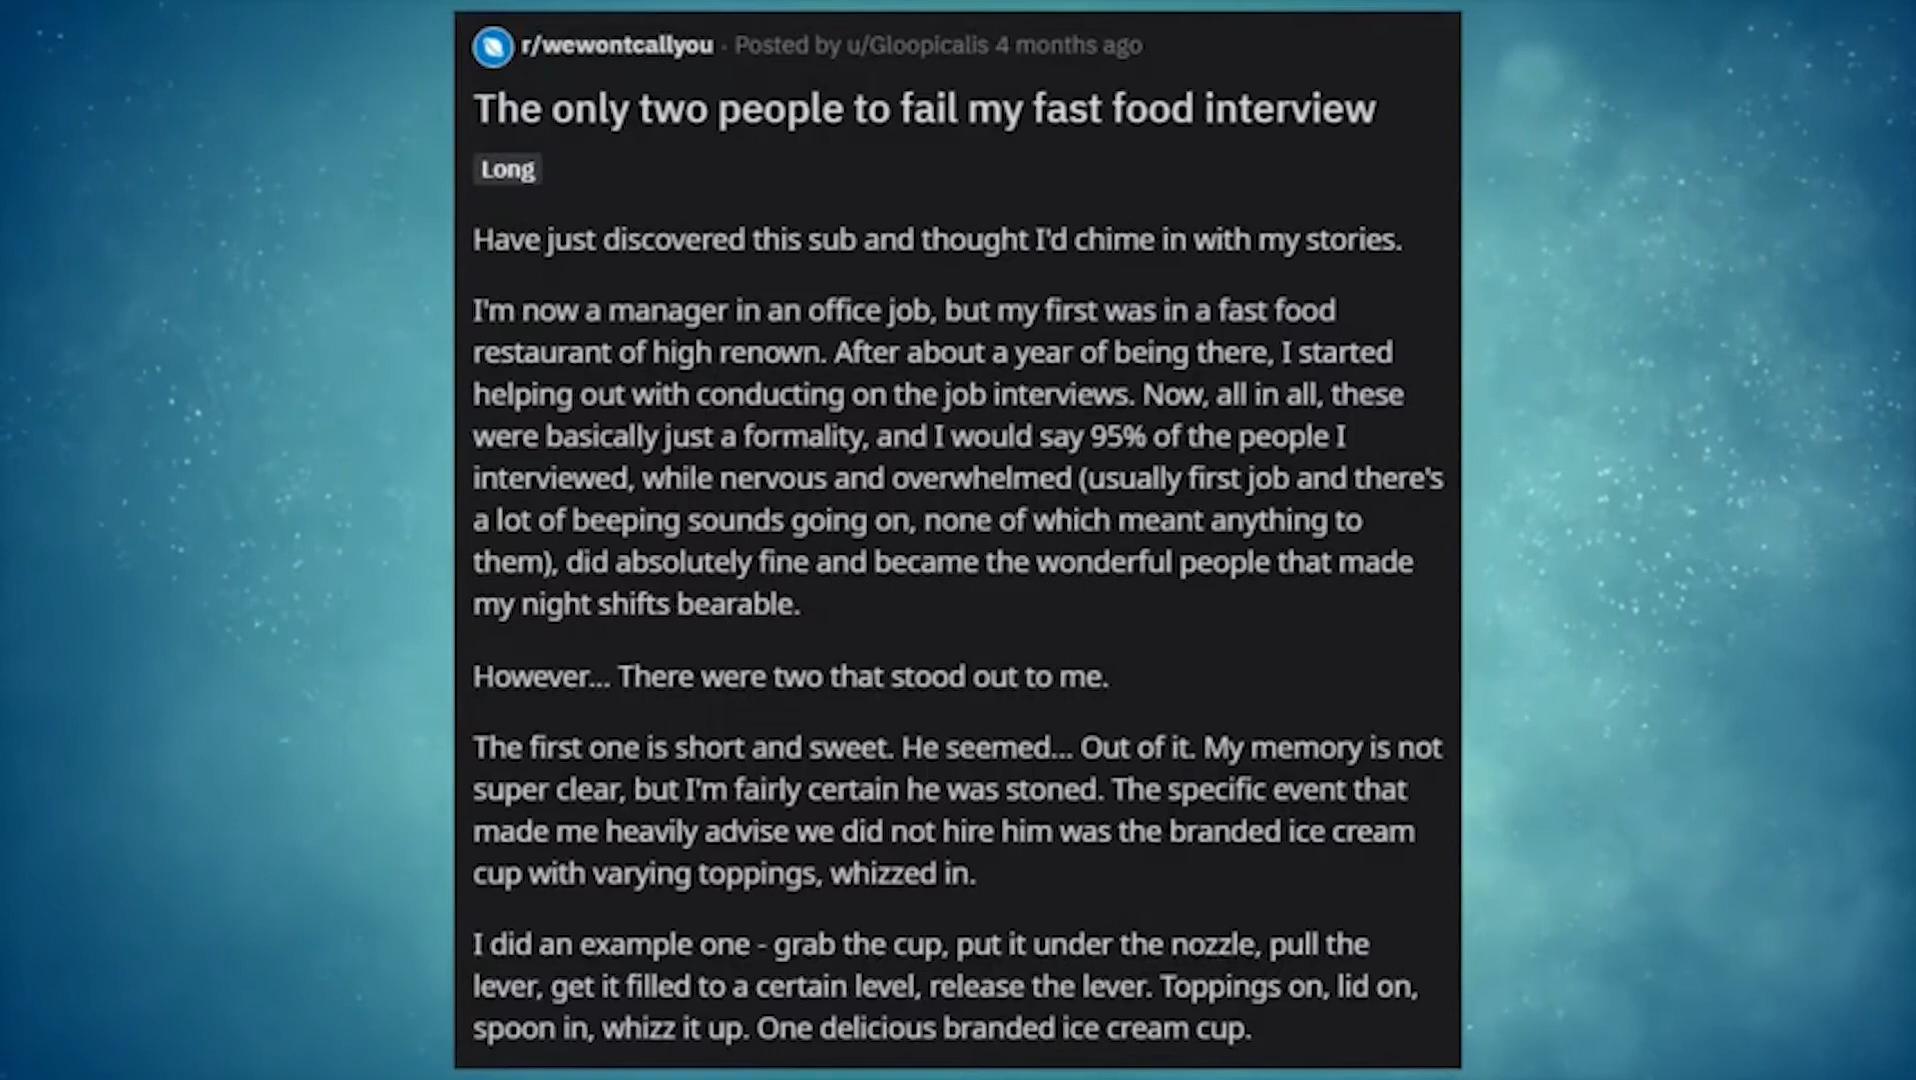 r/wewontcallyou · Posted by u/Gloopicalis 4 months ago
The only two people to fail my fast food interview
Long
Have just discovered this sub and thought I'd chime in with my stories.
I'm now a manager in an office job, but my first was in a fast food
restaurant of high renown. After about a year of being there, I started
helping out with conducting on the job interviews. Now, all in all, these
were basically just a formality, and I would say 95% of the people I
interviewed, while nervous and overwhelmed (usually first job and there's
a lot of beeping sounds going on, none of which meant anything to
them), did absolutely fine and became the wonderful people that made
my night shifts bearable.
However... There were two that stood out to me.
The first one is short and sweet. He seemed... Out of it. My memory is not
super clear, but I'm fairly certain he was stoned. The specific event that
made me heavily advise we did not hire him was the branded ice cream
cup with varying toppings, whizzed in.
I did an example one - grab the cup, put it under the nozzle, pull the
lever, get it filled to a certain level, release the lever. Toppings on, lid on,
spoon in, whizz it up. One delicious branded ice cream cup.